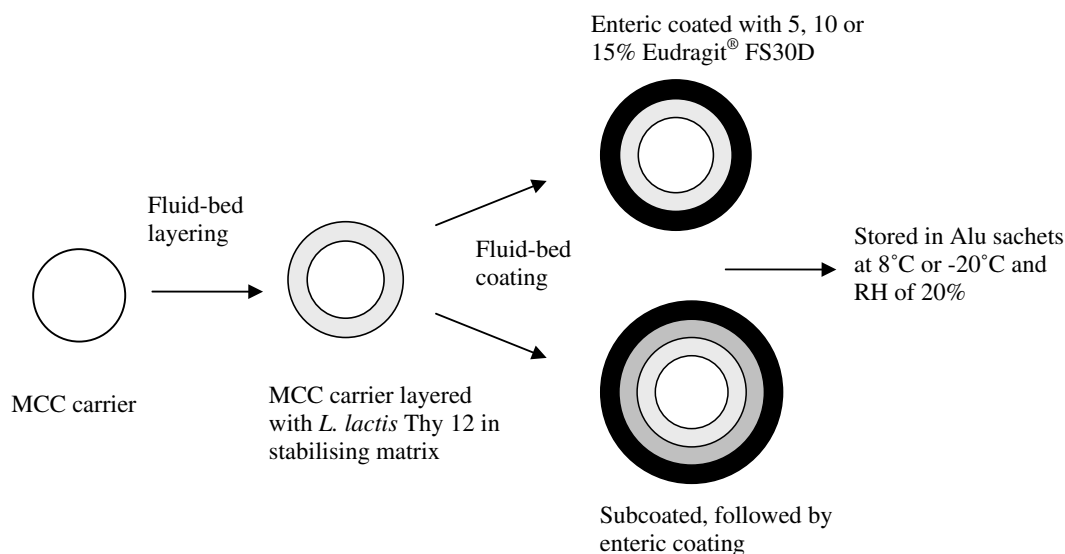 Enteric coated with 5, 10 or
15% Eudragit® FS30D
Fluid-bed
layering
Fluid-bed
coating
Stored in Alu sachets
at 8˚C or -20˚C and
RH of 20%
MCC carrier
MCC carrier layered
with L. lactis Thy 12 in
stabilising matrix
Subcoated, followed by
enteric coating